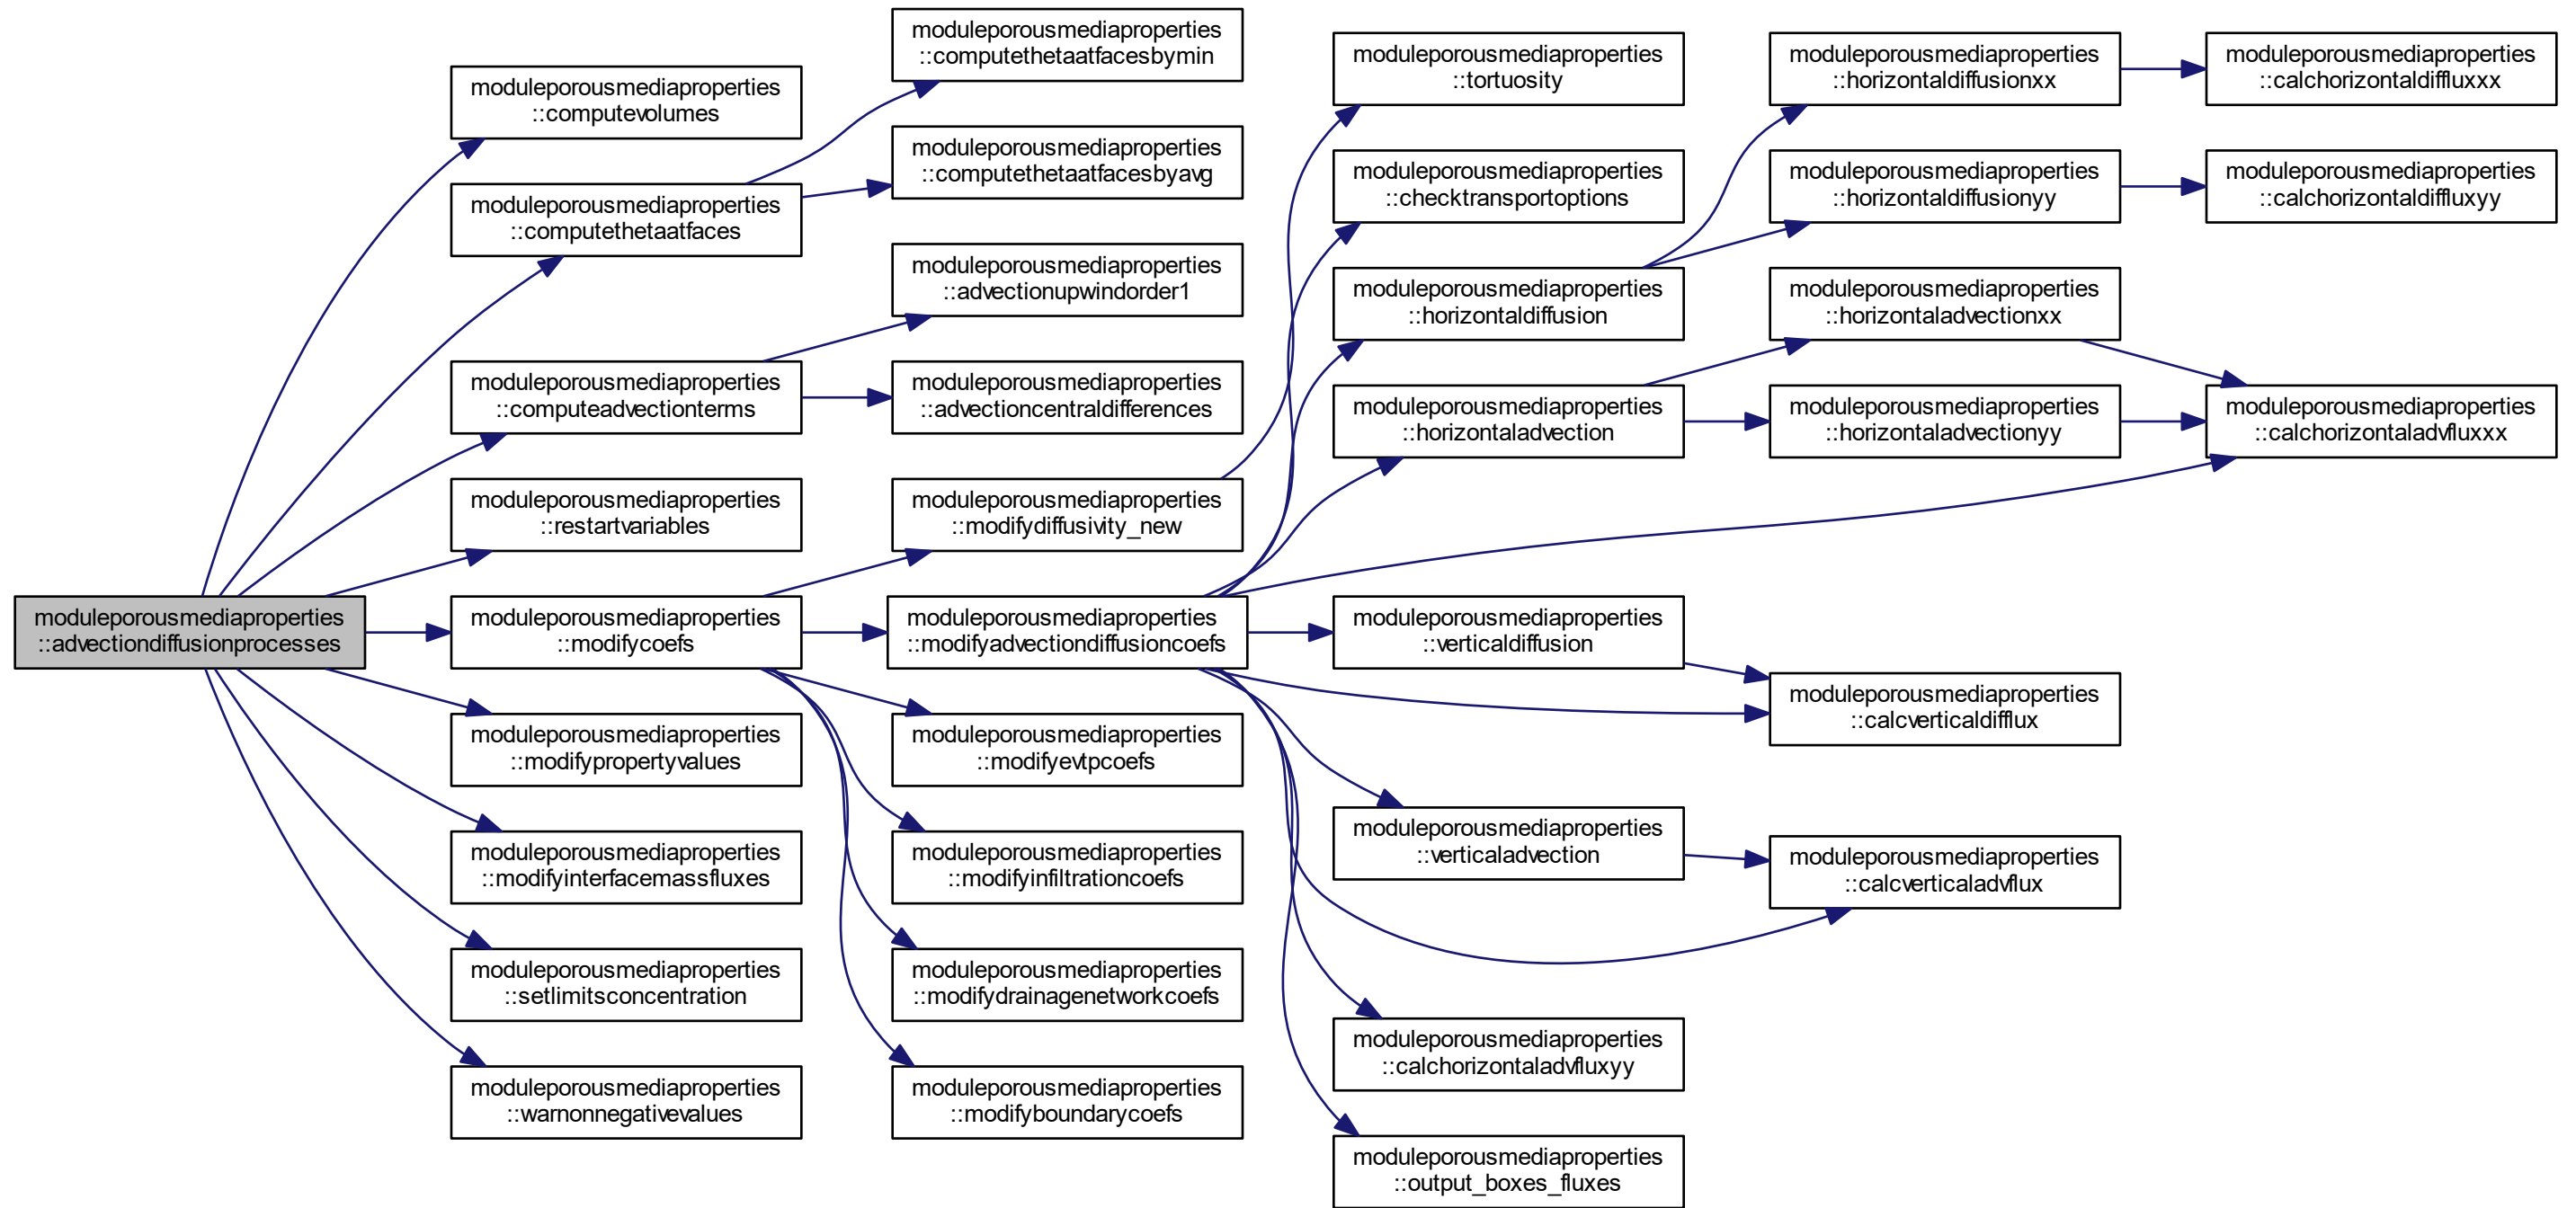 moduleporousmediaproperties
::advectiondiffusionprocesses
moduleporousmediaproperties
::computevolumes
moduleporousmediaproperties
::computethetaatfaces
moduleporousmediaproperties
::computeadvectionterms
moduleporousmediaproperties
::restartvariables
moduleporousmediaproperties
::modifycoefs
moduleporousmediaproperties
::modifypropertyvalues
moduleporousmediaproperties
::modifyinterfacemassfluxes
moduleporousmediaproperties
::setlimitsconcentration
moduleporousmediaproperties
::warnonnegativevalues
moduleporousmediaproperties
::computethetaatfacesbymin
moduleporousmediaproperties
::computethetaatfacesbyavg
moduleporousmediaproperties
::advectionupwindorder1
moduleporousmediaproperties
::advectioncentraldifferences
moduleporousmediaproperties
::modifydiffusivity_new
moduleporousmediaproperties
::modifyadvectiondiffusioncoefs
moduleporousmediaproperties
::modifyevtpcoefs
moduleporousmediaproperties
::modifyinfiltrationcoefs
moduleporousmediaproperties
::modifydrainagenetworkcoefs
moduleporousmediaproperties
::modifyboundarycoefs
moduleporousmediaproperties
::tortuosity
moduleporousmediaproperties
::checktransportoptions
moduleporousmediaproperties
::horizontaldiffusion
moduleporousmediaproperties
::horizontaladvection
moduleporousmediaproperties
::verticaldiffusion
moduleporousmediaproperties
::verticaladvection
moduleporousmediaproperties
::calchorizontaladvfluxyy
moduleporousmediaproperties
::output_boxes_fluxes
moduleporousmediaproperties
::horizontaldiffusionxx
moduleporousmediaproperties
::horizontaldiffusionyy
moduleporousmediaproperties
::horizontaladvectionxx
moduleporousmediaproperties
::horizontaladvectionyy
moduleporousmediaproperties
::calcverticaldifflux
moduleporousmediaproperties
::calcverticaladvflux
moduleporousmediaproperties
::calchorizontaldiffluxxx
moduleporousmediaproperties
::calchorizontaldiffluxyy
moduleporousmediaproperties
::calchorizontaladvfluxxx